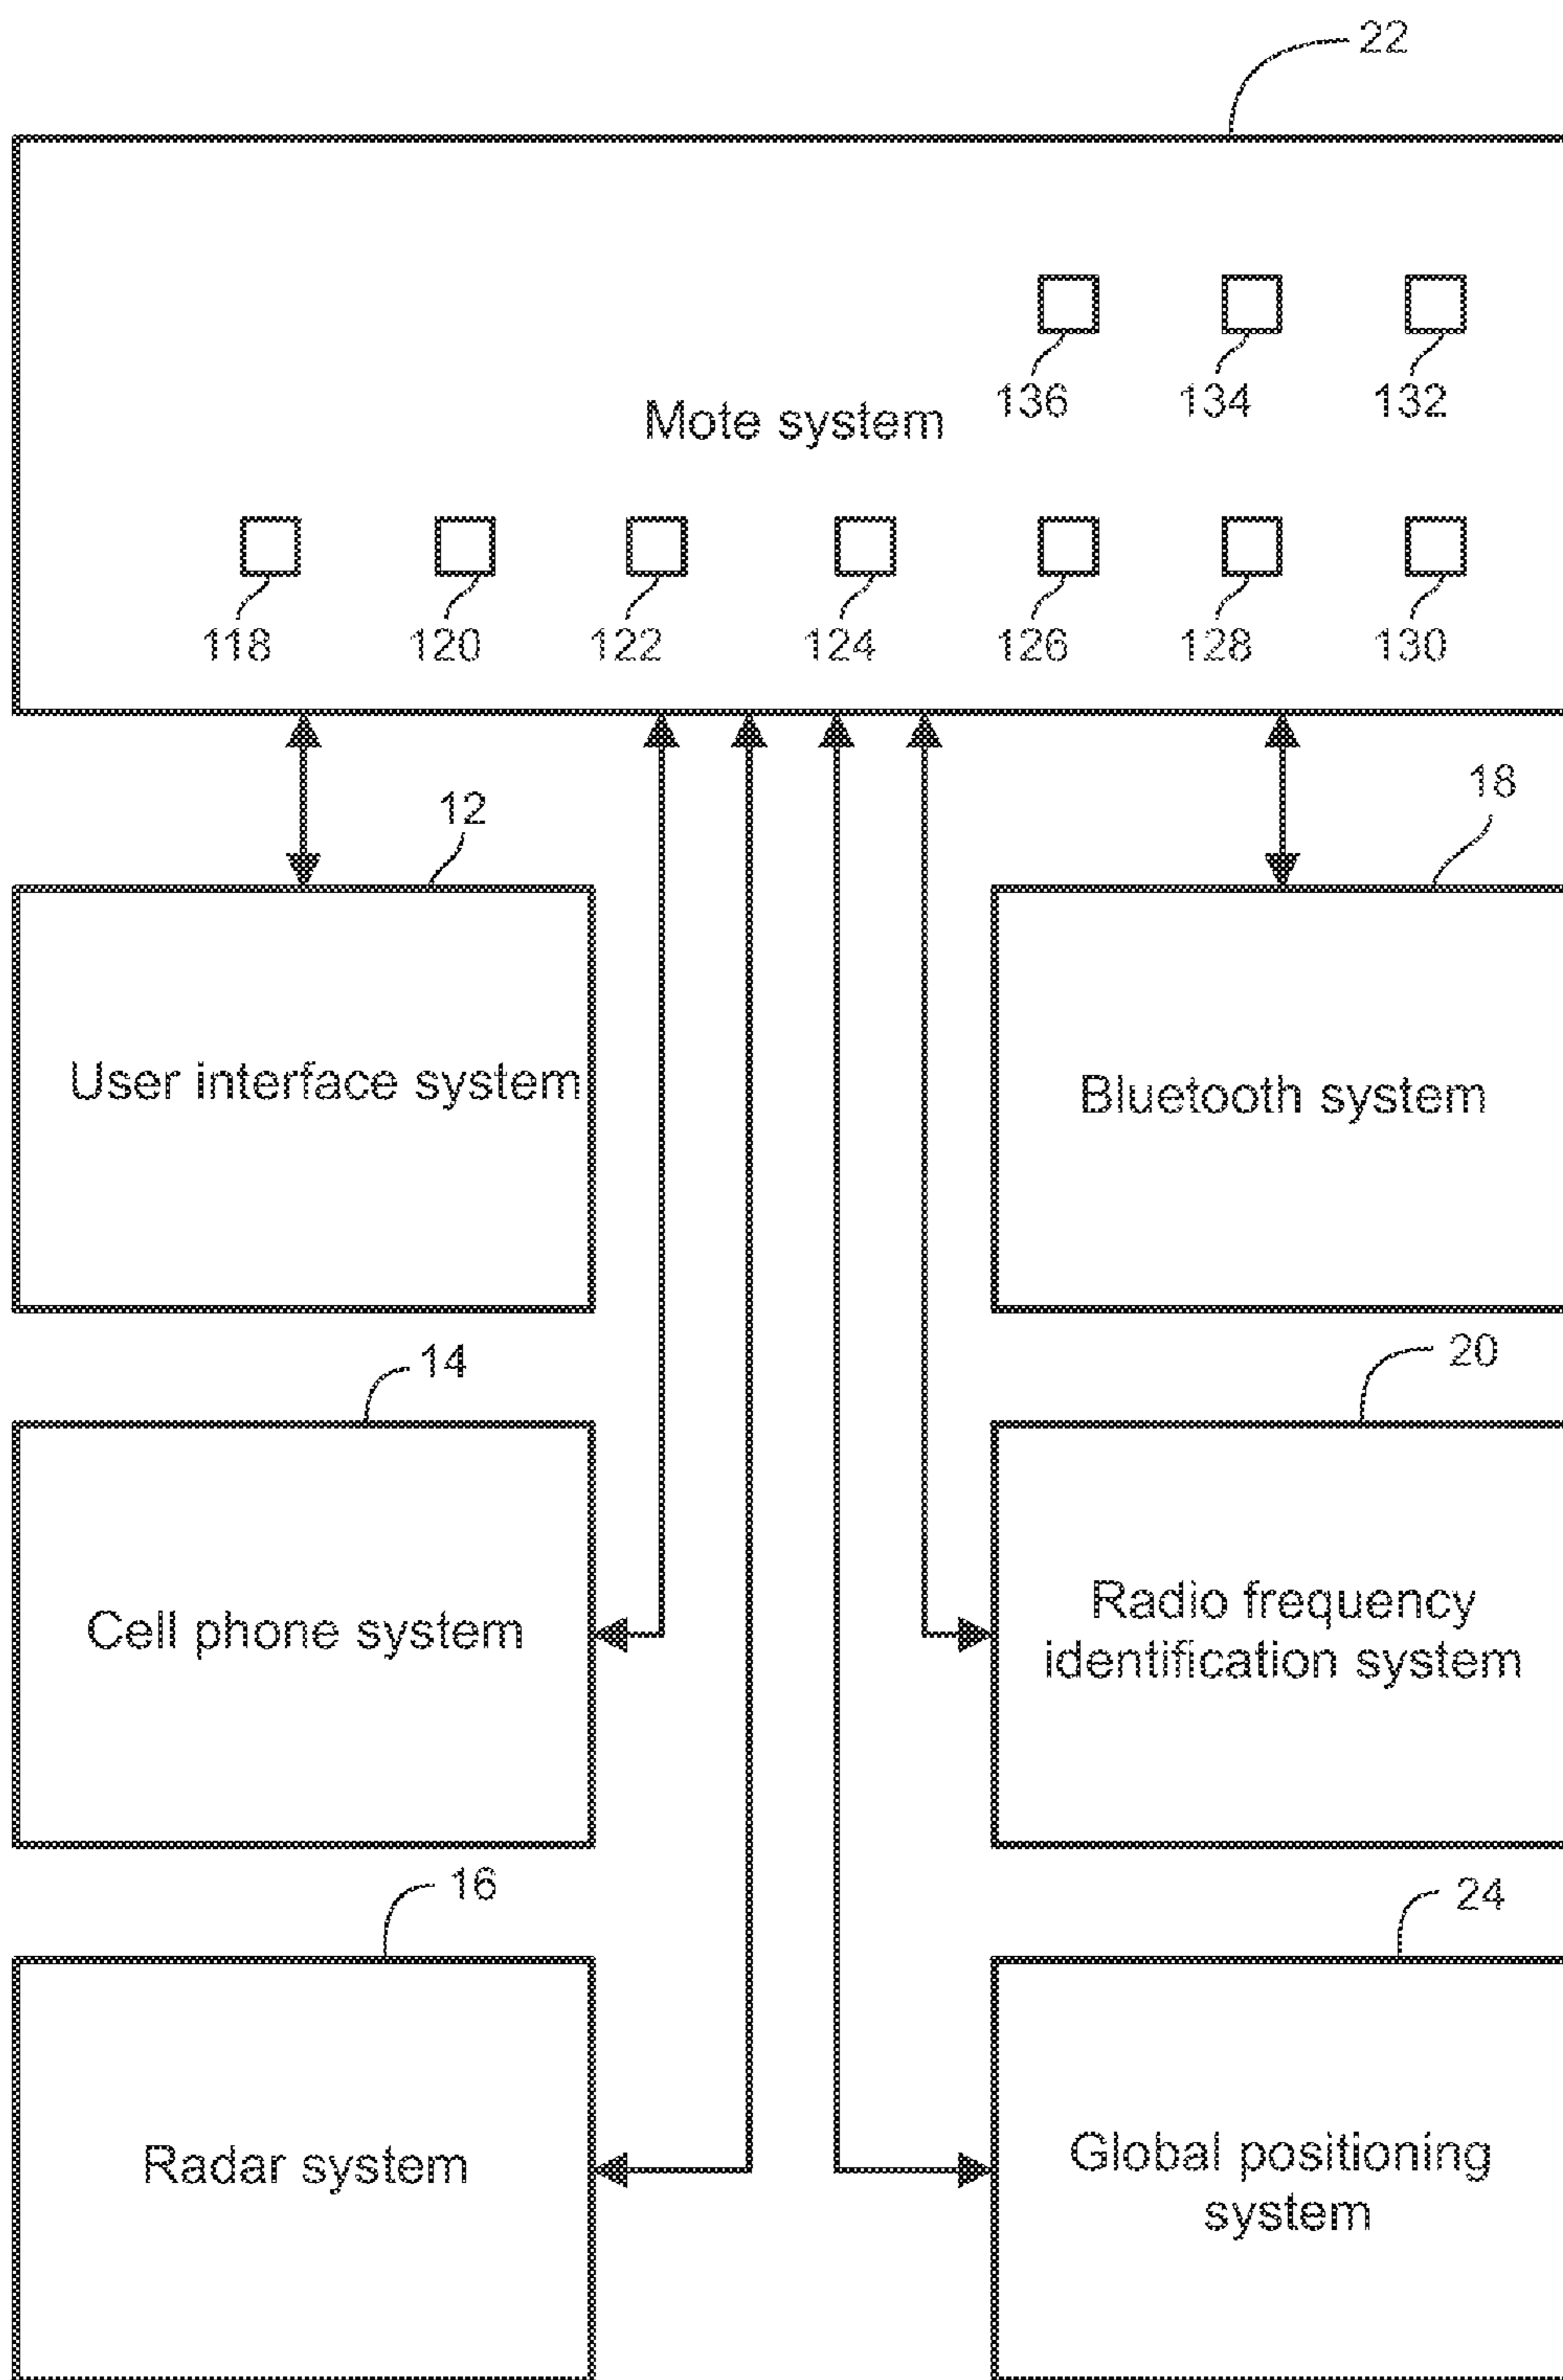 22
136 134 132
Mote system
118 120 122 124 126 128 130
12
18
User interface system
Bluetooth system
14
20
Cell phone system
Radio frequency
identification system
16
24
Radar system
Global positioning
system